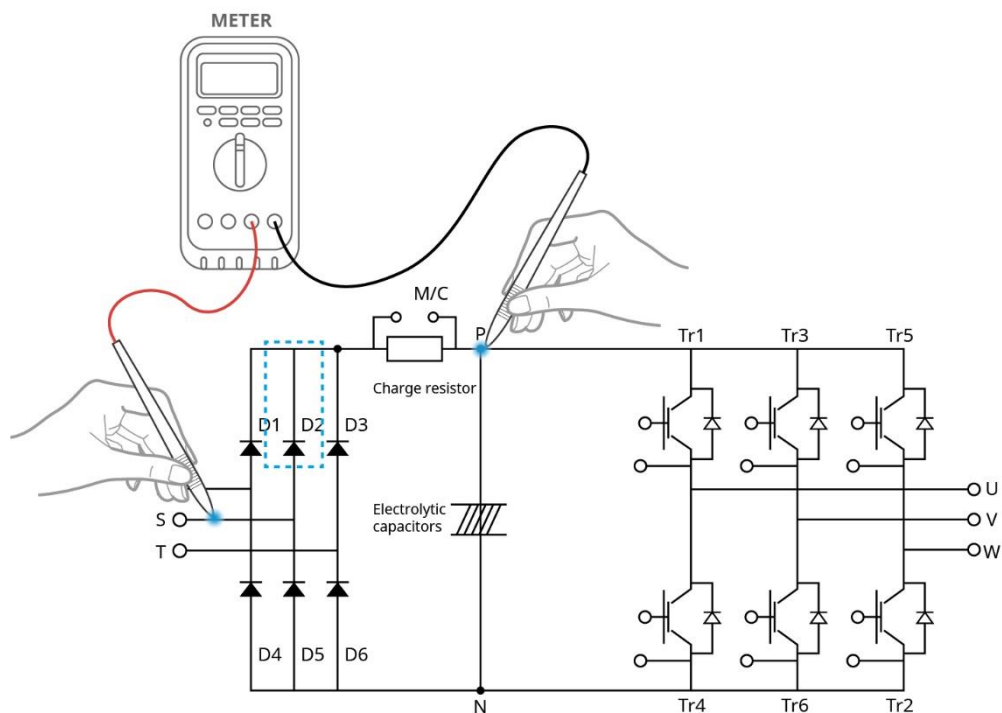 METER
M/C
P
Tr1 Tr3 Tr5
Charge resistor
D1 D2 D3
S
T
Electrolytic
capacitors
U
V
W
D4 D5 D6
N
Tr4 Tr6 Tr2